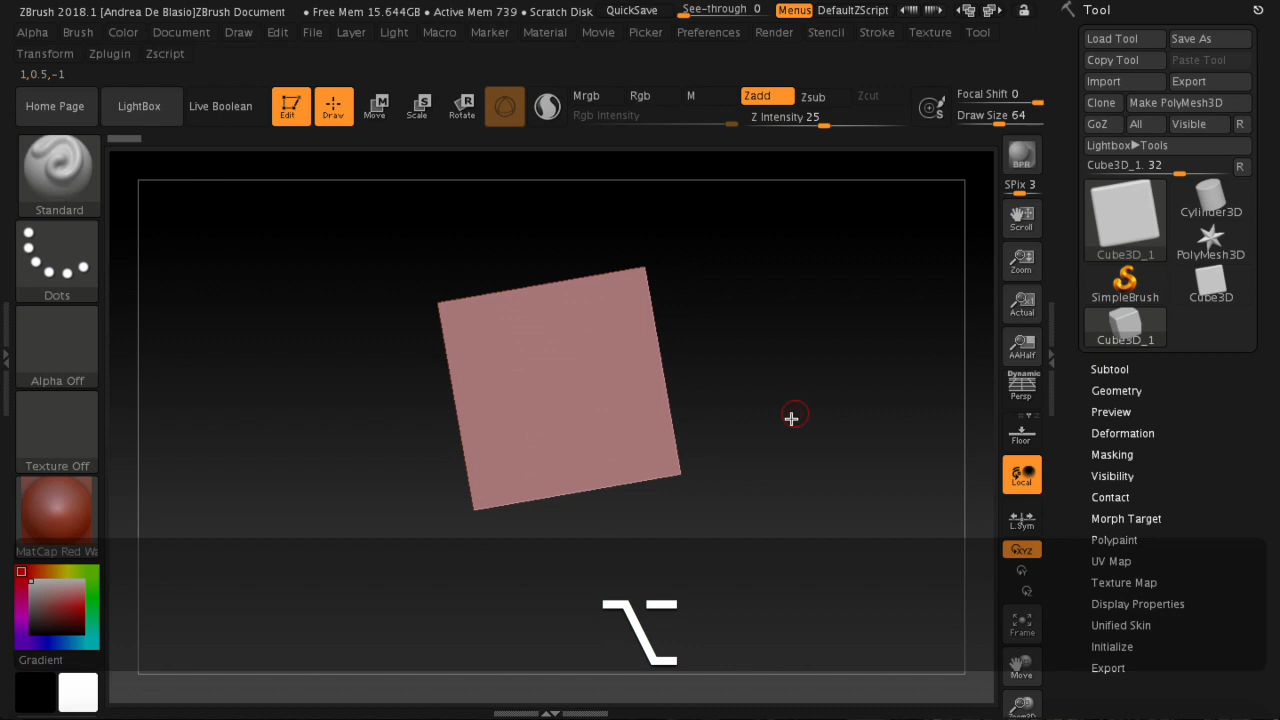 ZBrush 2018.1 [Andrea De Blasio]ZBrush Document • Free Mem 15.644GB • Active Mem 739 • Scratch Disk QuickSave See-through 0 Menus DefaultZScript
Alpha Brush Color Document Draw Edit File Layer Light Macro Marker Material Movie Picker Preferences Render Stencil Stroke Texture Tool
Transform Zplugin Zscript
1,0.5,-1
Home Page LightBox Live Boolean Edit Draw Move Scale Rotate
Mrgb Rgb M Zadd Zsub Zcut Focal Shift 0
Rgb Intensity Z Intensity 25 Draw Size 64
S
Standard
Dots
Alpha Off
Texture Off
MatCap Red Wa
Gradient
BPR
SPix 3
Scroll
Zoom
Actual
AAHalf
Dynamic
Persp
Floor
Local
L.Sym
XYZ
Y
Z
Frame
Move
Zoom3D
Tool
Load Tool Save As
Copy Tool Paste Tool
Import Export
Clone Make PolyMesh3D
GoZ All Visible R
Lightbox▶Tools
Cube3D_1. 32 R
Cube3D_1 Cylinder3D
PolyMesh3D
SimpleBrush Cube3D
Cube3D_1
Subtool
Geometry
Preview
Deformation
Masking
Visibility
Contact
Morph Target
Polypaint
UV Map
Texture Map
Display Properties
Unified Skin
Initialize
Export